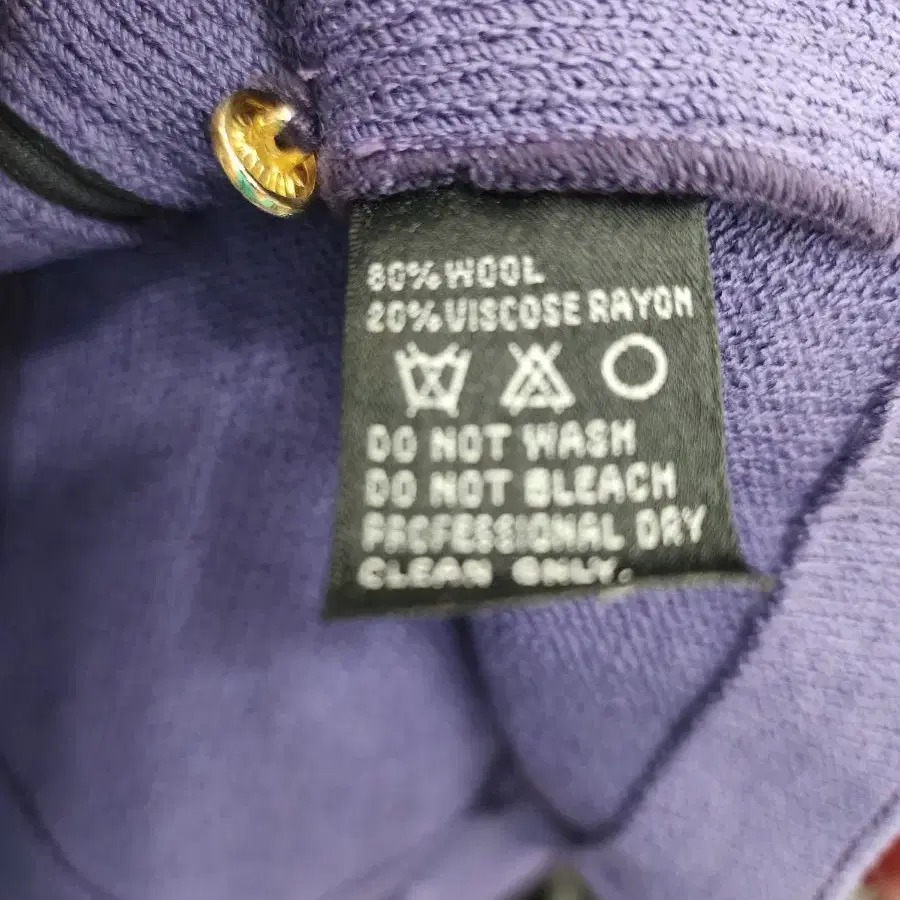 80% WOOL
20% VISCOSE RAYON
DO NOT WASH
DO NOT BLEACH
PROFESSIONAL DRY
CLEAN ONLY.